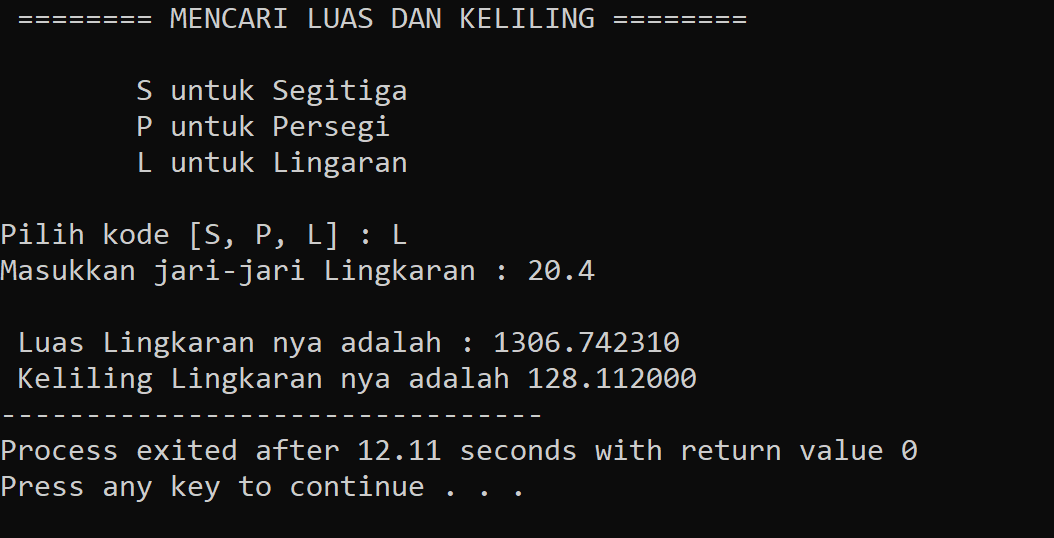 ======== MENCARI LUAS DAN KELILING ========
S untuk Segitiga
P untuk Persegi
L untuk Lingaran
Pilih kode [S, P, L] : L
Masukkan jari-jari Lingkaran : 20.4
Luas Lingkaran nya adalah : 1306.742310
Keliling Lingkaran nya adalah 128.112000
--------------------------------
Process exited after 12.11 seconds with return value 0
Press any key to continue . . .